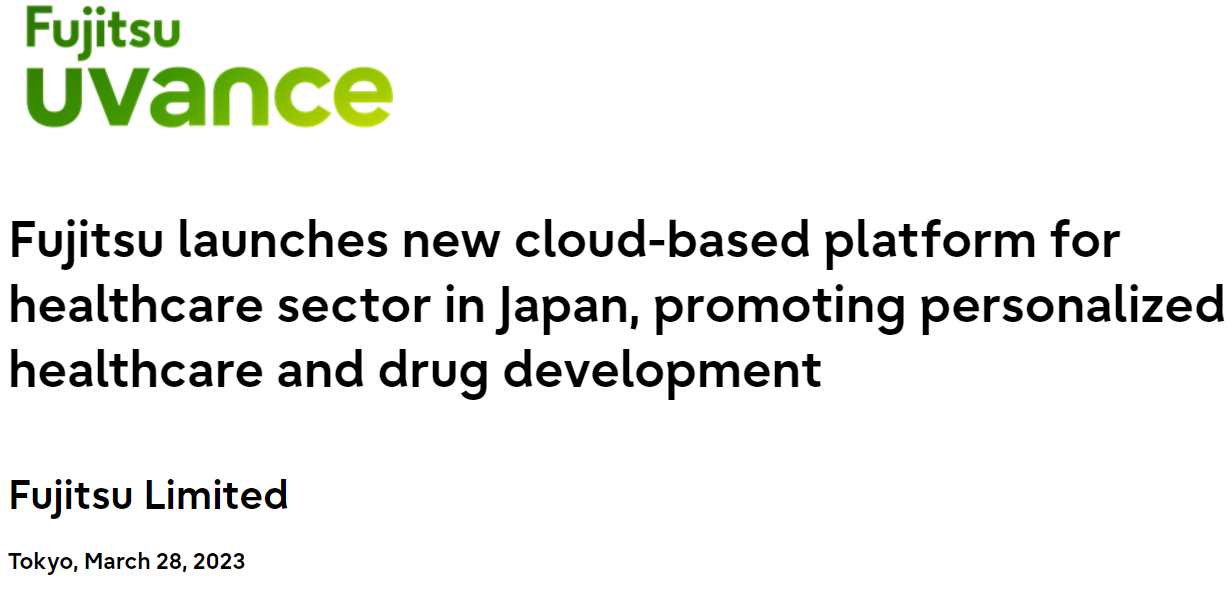 Fujitsu
uvance
Fujitsu launches new cloud-based platform for
healthcare sector in Japan, promoting personalized
healthcare and drug development
Fujitsu Limited
Tokyo, March 28, 2023